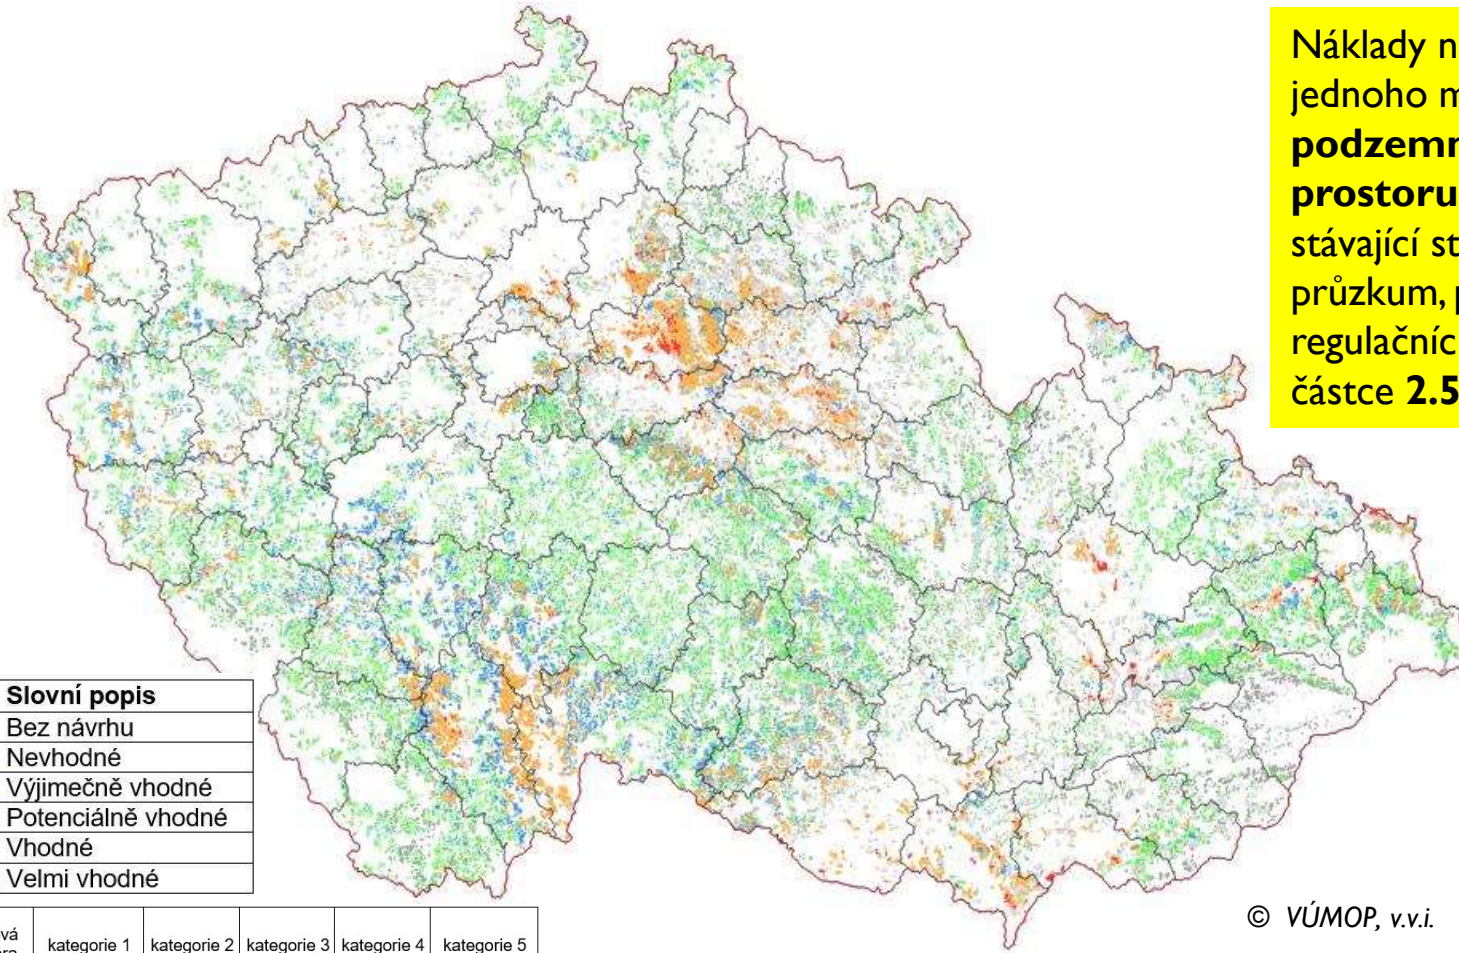 Náklady n
jednoho m
podzemn
prostoru
stávající st
průzkum, p
regulačníc
částce 2.5
Slovní popis
Bez návrhu
Nevhodné
Výjimečně vhodné
Potenciálně vhodné
Vhodné
Velmi vhodné
vá
kategorie 1 kategorie 2 kategorie 3 kategorie 4 kategorie 5
© VÚMOP, v.v.i.